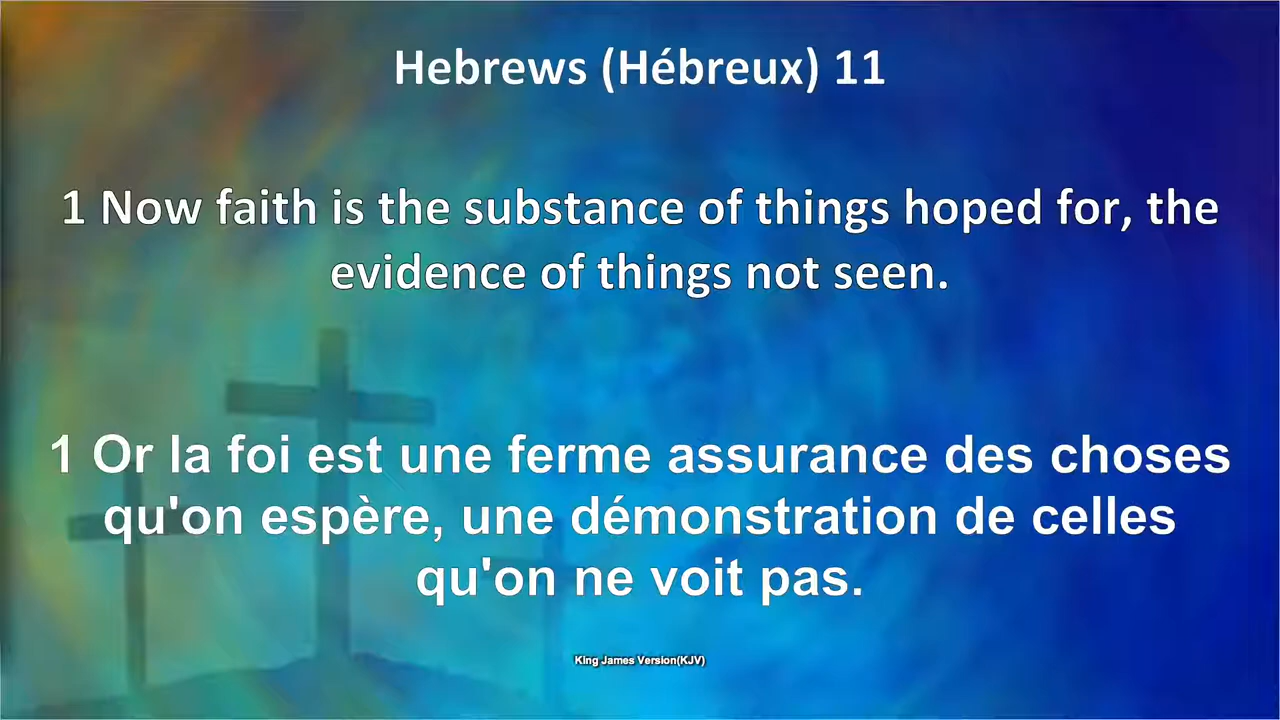 Hebrews (Hébreux) 11
1 Now faith is the substance of things hoped for, the
evidence of things not seen.
1 Or la foi est une ferme assurance des choses
qu'on espère, une démonstration de celles
qu'on ne voit pas.
King James Version(KJV)